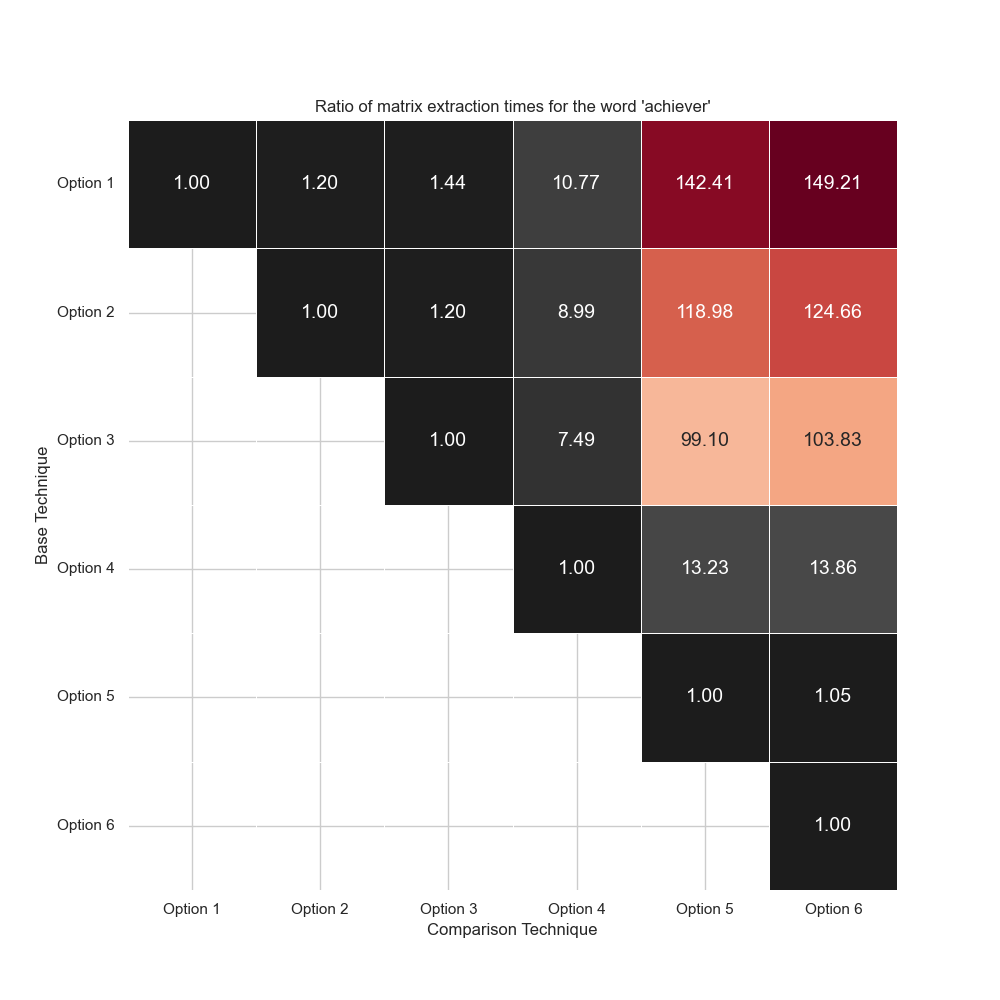 Ratio of matrix extraction times for the word 'achiever'
Option 1 1.00 1.20 1.44 10.77 142.41 149.21
Option 2 1.00 1.20 8.99 118.98 124.66
Option 3 1.00 7.49 99.10 103.83
Option 4 1.00 13.23 13.86
Option 5 1.00 1.05
Option 6 1.00
Base Technique
Option 1 Option 2 Option 3 Option 4 Option 5 Option 6
Comparison Technique